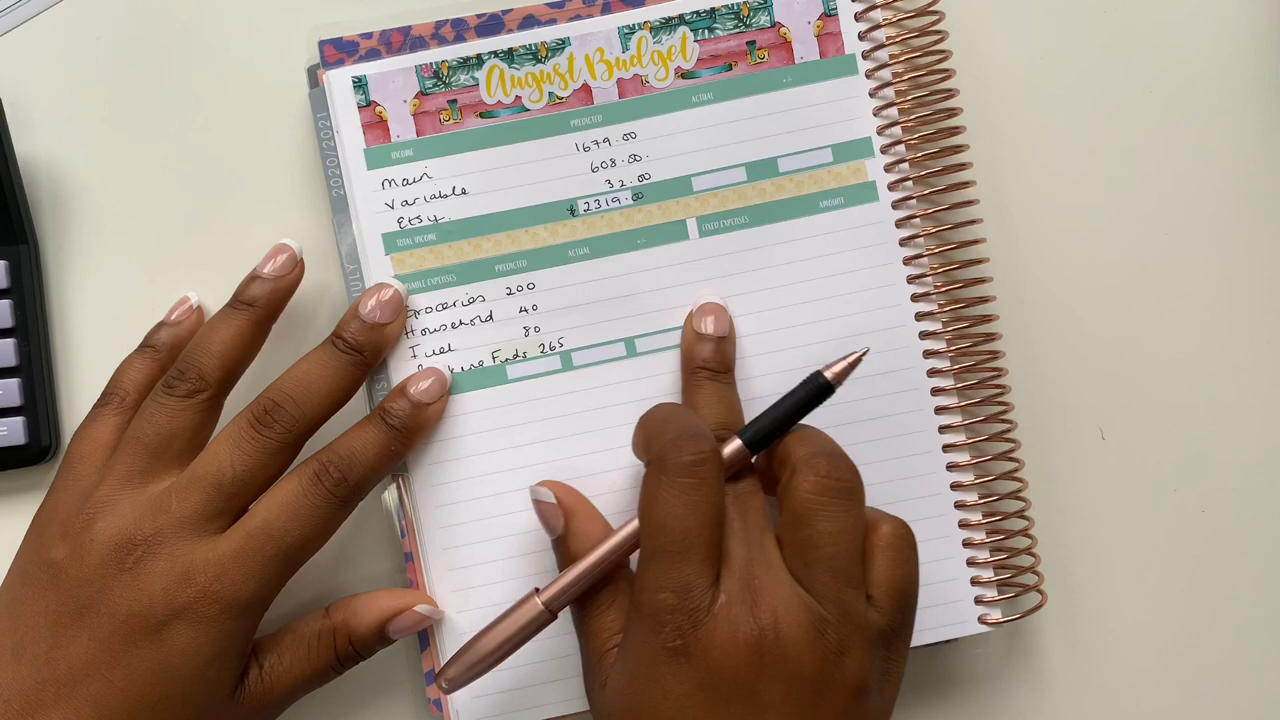 August Budget
INCOME PREDICTED ACTUAL +/-
Main 1679.00
Variable 608.00.
Etsy. 32.00
TOTAL INCOME £2319.00
PREDICTED ACTUAL +/- FIXED EXPENSES AMOUNT
Groceries 200
Household 40
Fuel 80
Funds 265
2020/2021
JULY